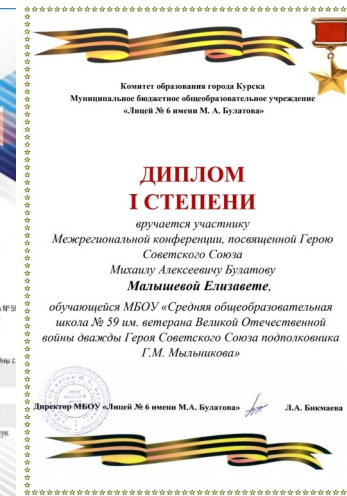 Комитет образования города Курска
Муниципальное бюджетное общеобразовательное учреждение
«Лицей № 6 имени М. А. Булатова»
ДИПЛОМ
I СТЕПЕНИ
вручается участнику
Межрегиональной конференции, посвященной Герою
Советского Союза
Михаилу Алексеевичу Булатову
Малышевой Елизавете,
обучающейся МБОУ «Средняя общеобразовательная
школа № 59 им. ветерана Великой Отечественной
войны дважды Героя Советского Союза подполковника
Г.М. Мыльникова»
Директор МБОУ «Лицей № 6 имени М.А. Булатова» Л.А. Бикмаева